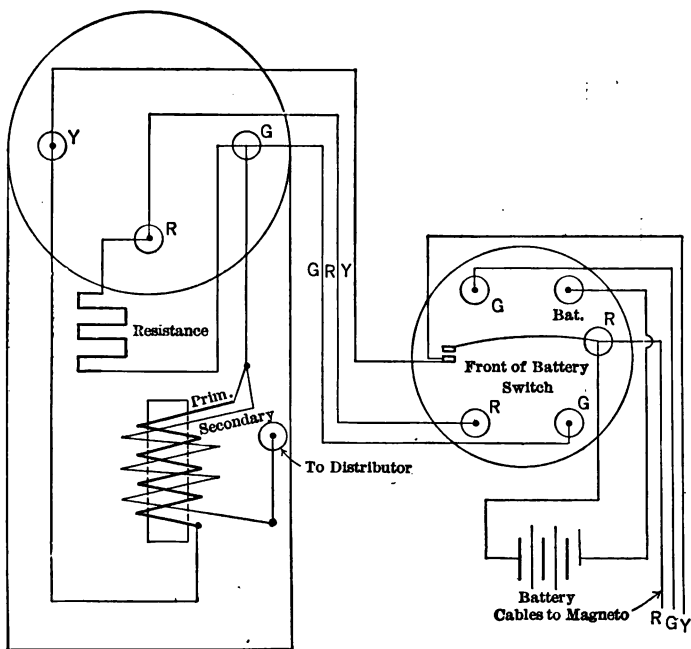 Y
G
R
Resistance
G R Y
G
Bat.
R
Front of Battery
Switch
R
G
Prim.
Secondary
To Distributor
Battery
Cables to Magneto
R G Y